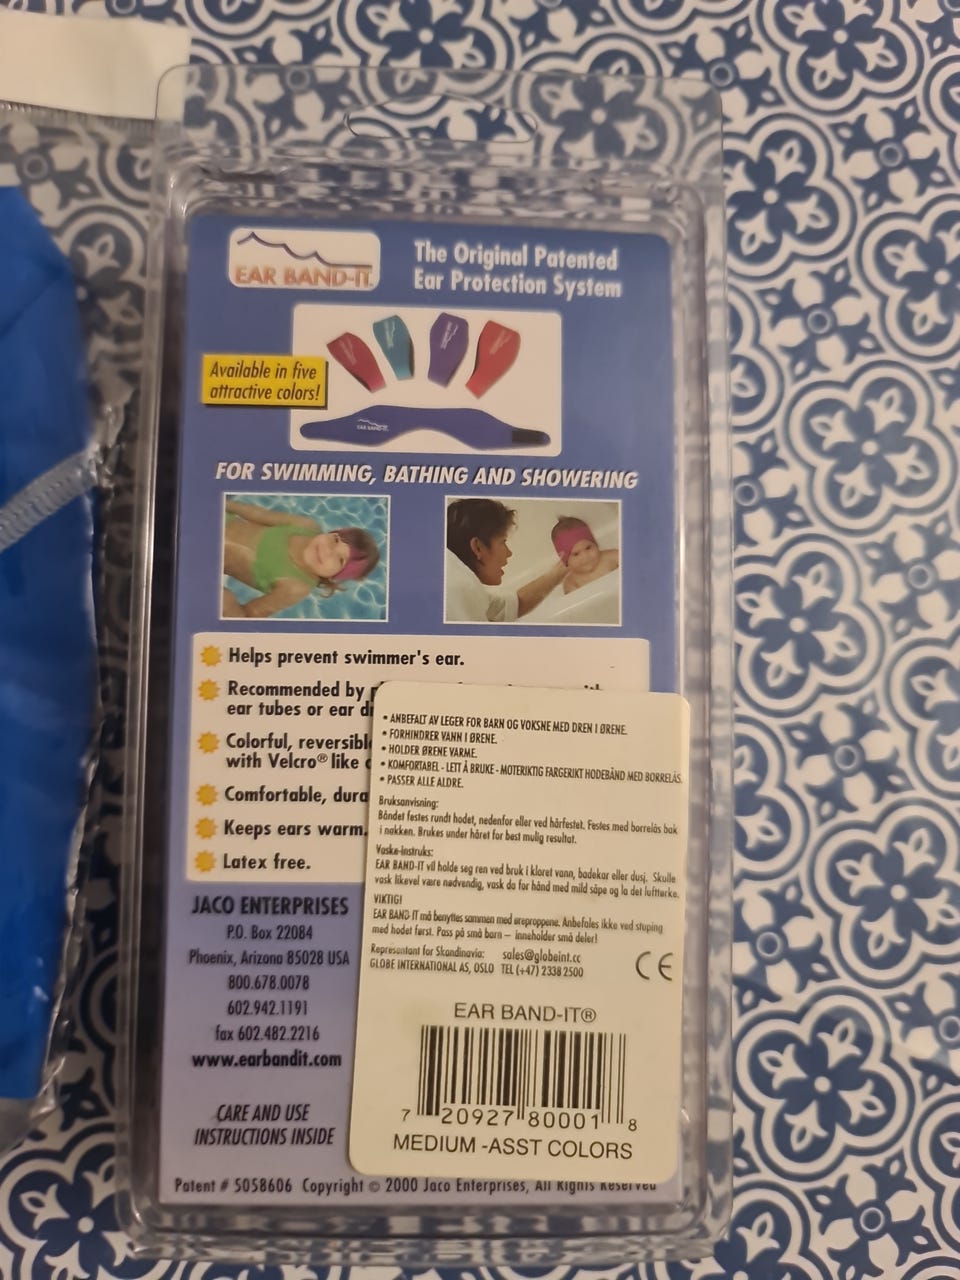 EAR BAND-IT
The Original Patented
Ear Protection System
Available in five
attractive colors!
EAR BAND-IT
FOR SWIMMING, BATHING AND SHOWERING
Helps prevent swimmer's ear.
Recommended by
ear tubes or ear
Colorful,
with Velcro® like
Comfortable,
Keeps ears warm.
Latex free.
• ANBEFALT AV LEGER FOR BARN OG VOKSNE MED DREN I ØRENE.
• FORHINDRER VANN I ØRENE.
• HOLDER ØRENE VARME.
• KOMFORTABEL - LETT Å BRUKE - MOTERIKTIG FARGERIKT HODEBÅND MED BORRELÅS.
• PASSER ALLE ALDRE.
Bruksanvisning:
Båndet festes rundt hodet, nedenfor eller ved hårfestet. Festes med borrelås bak
i nakken. Brukes under håret for best mulig resultat.
Vaske-instruks:
EAR BAND-IT vil holde seg ren ved bruk i kloret vann, badekar eller dusj. Skulle
vask likevel være nødvendig, vask da for hånd med mild såpe og la det lufttørke.
VIKTIG!
EAR BAND-IT må benyttes sammen med øreproppene. Anbefales ikke ved stuping
med hodet først. Pass på små barn – inneholder små deler!
Representant for Skandinavia: sales@globeint.cc
GLOBE INTERNATIONAL AS, OSLO TEL (+47) 2338 2500
CE
EAR BAND-IT®
7 20927 80001 8
MEDIUM -ASST COLORS
JACO ENTERPRISES
P.O. Box 22084
Phoenix, Arizona 85028 USA
800.678.0078
602.942.1191
fax 602.482.2216
www.earbandit.com
CARE AND USE
INSTRUCTIONS INSIDE
Patent # 5058606 Copyright © 2000 Jaco Enterprises, All Rights Reserved